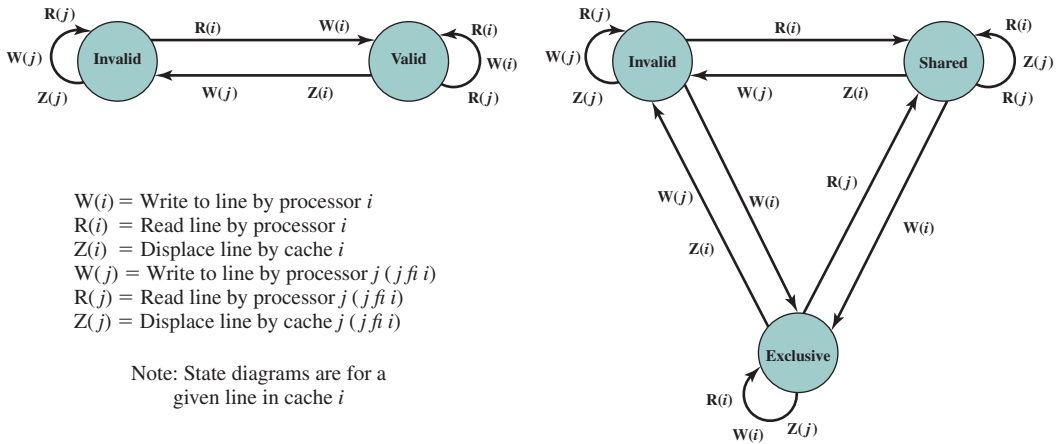 R(j)
R(i)
W(i)
R(i)
W(j)
Invalid
Valid
W(i)
Z(j)
W(j)
Z(i)
R(j)
W(i) = Write to line by processor i
R(i) = Read line by processor i
Z(i) = Displace line by cache i
W(j) = Write to line by processor j (j fi i)
R(j) = Read line by processor j (j fi i)
Z(j) = Displace line by cache j (j fi i)
Note: State diagrams are for a
given line in cache i
R(j)
R(i)
R(i)
W(j)
Invalid
Shared
Z(j)
Z(j)
W(j)
Z(i)
R(j)
W(j)
W(i)
R(j)
Z(i)
W(i)
Exclusive
R(i)
W(i)
Z(j)